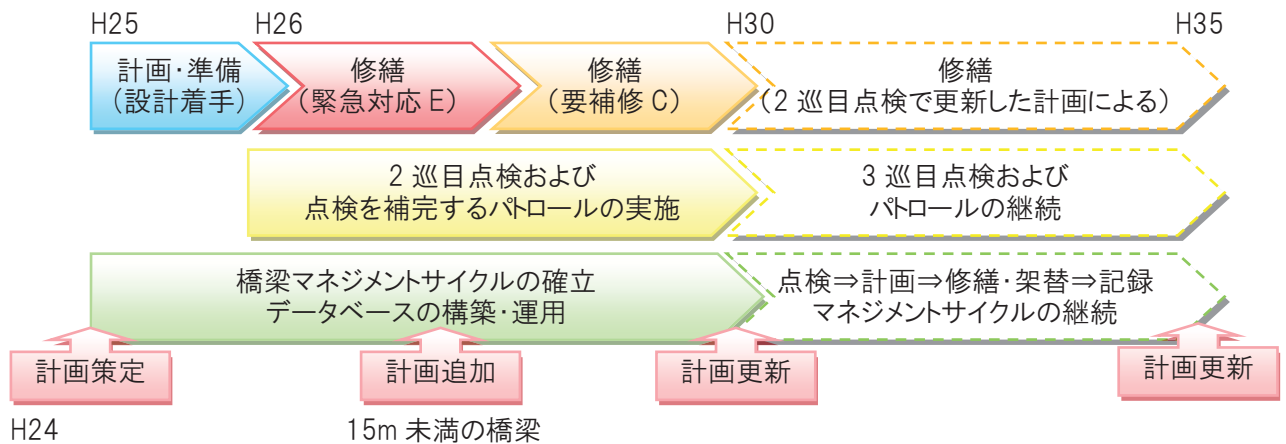 H25
H26
H30
H35
計画・準備
(設計着手)
修繕
(緊急対応 E)
修繕
(要補修 C)
修繕
(2 巡目点検で更新した計画による)
2 巡目点検および
点検を補完するパトロールの実施
3 巡目点検および
パトロールの継続
橋梁マネジメントサイクルの確立
データベースの構築・運用
点検⇒計画⇒修繕・架替⇒記録
マネジメントサイクルの継続
計画策定
計画追加
計画更新
計画更新
H24
15m 未満の橋梁